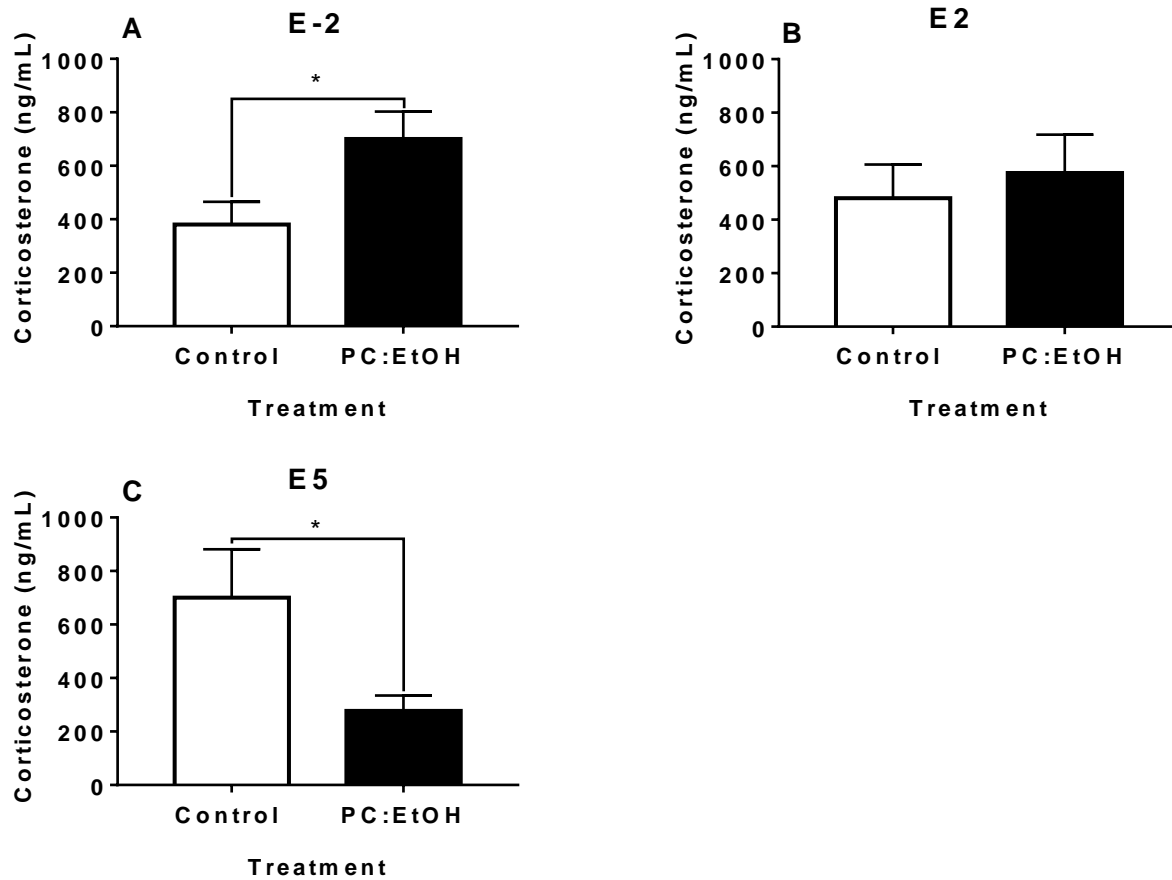 A
E-2
Corticosterone (ng/mL)
1000
800
600
400
200
0
*
Control
PC:EtOH
Treatment
B
E2
Corticosterone (ng/mL)
1000
800
600
400
200
0
Control
PC:EtOH
Treatment
C
E5
Corticosterone (ng/mL)
1000
800
600
400
200
0
*
Control
PC:EtOH
Treatment